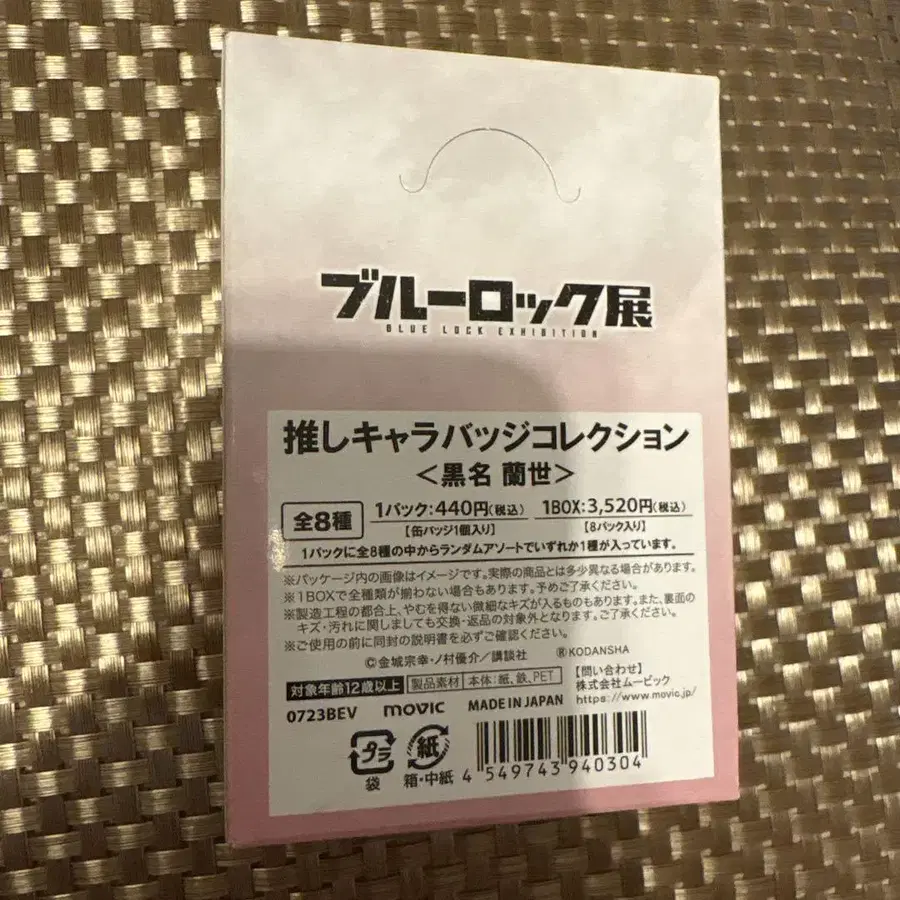 ブルーロック展
BLUE LOCK EXHIBITION
推しキャラバッジコレクション
＜黒名 蘭世＞
全8種
1パック:440円(税込)
1BOX:3,520円(税込)
【缶バッジ1個入り】
【8パック入り】
1パックに全8種の中からランダムアソートでいずれか1種が入っています。
※パッケージ内の画像はイメージです。実際の商品とは多少異なる場合があります。
※1BOXで全種類が揃わない場合もあります。予めご了承ください。
※製造工程の都合上、やむを得ない微細なキズが入るものもあります。また、裏面の
キズ・汚れに関しましても交換・返品の対象外となります。ご了承ください。
※ご使用の前に同封の説明書を必ずご確認ください。
©金城宗幸・ノ村優介／講談社
®KODANSHA
対象年齢12歳以上
製品素材
本体:紙、鉄、PET
【問い合わせ】
株式会社ムービック
https://www.movic.jp/
0723BEV
movic
MADE IN JAPAN
プラ
袋
紙
箱・中紙
4 549743 940304